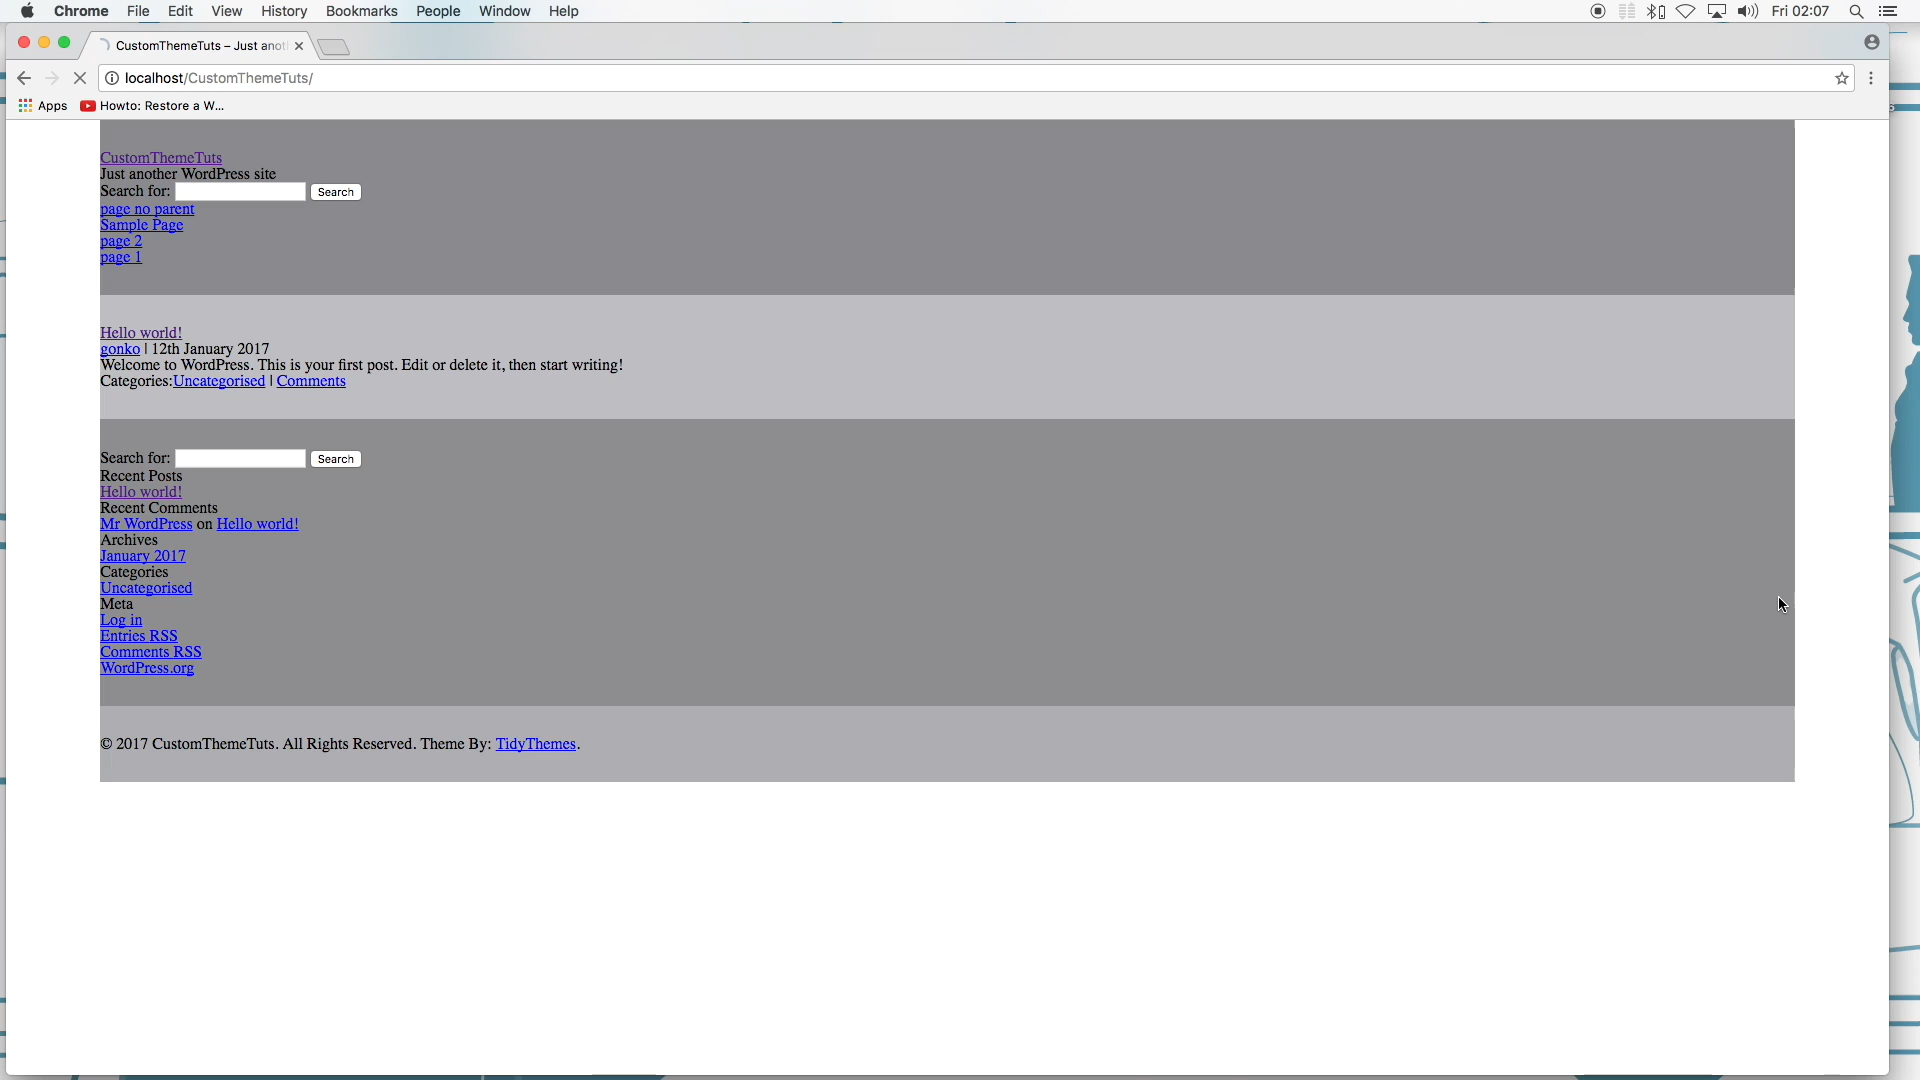 Chrome File Edit View History Bookmarks People Window Help Fri 02:07
CustomThemeTuts – Just anot
localhost/CustomThemeTuts/
Apps Howto: Restore a W...
CustomThemeTuts
Just another WordPress site
Search for: Search
page no parent
Sample Page
page 2
page 1
Hello world!
gonko | 12th January 2017
Welcome to WordPress. This is your first post. Edit or delete it, then start writing!
Categories:Uncategorised | Comments
Search for: Search
Recent Posts
Hello world!
Recent Comments
Mr WordPress on Hello world!
Archives
January 2017
Categories
Uncategorised
Meta
Log in
Entries RSS
Comments RSS
WordPress.org
© 2017 CustomThemeTuts. All Rights Reserved. Theme By: TidyThemes.